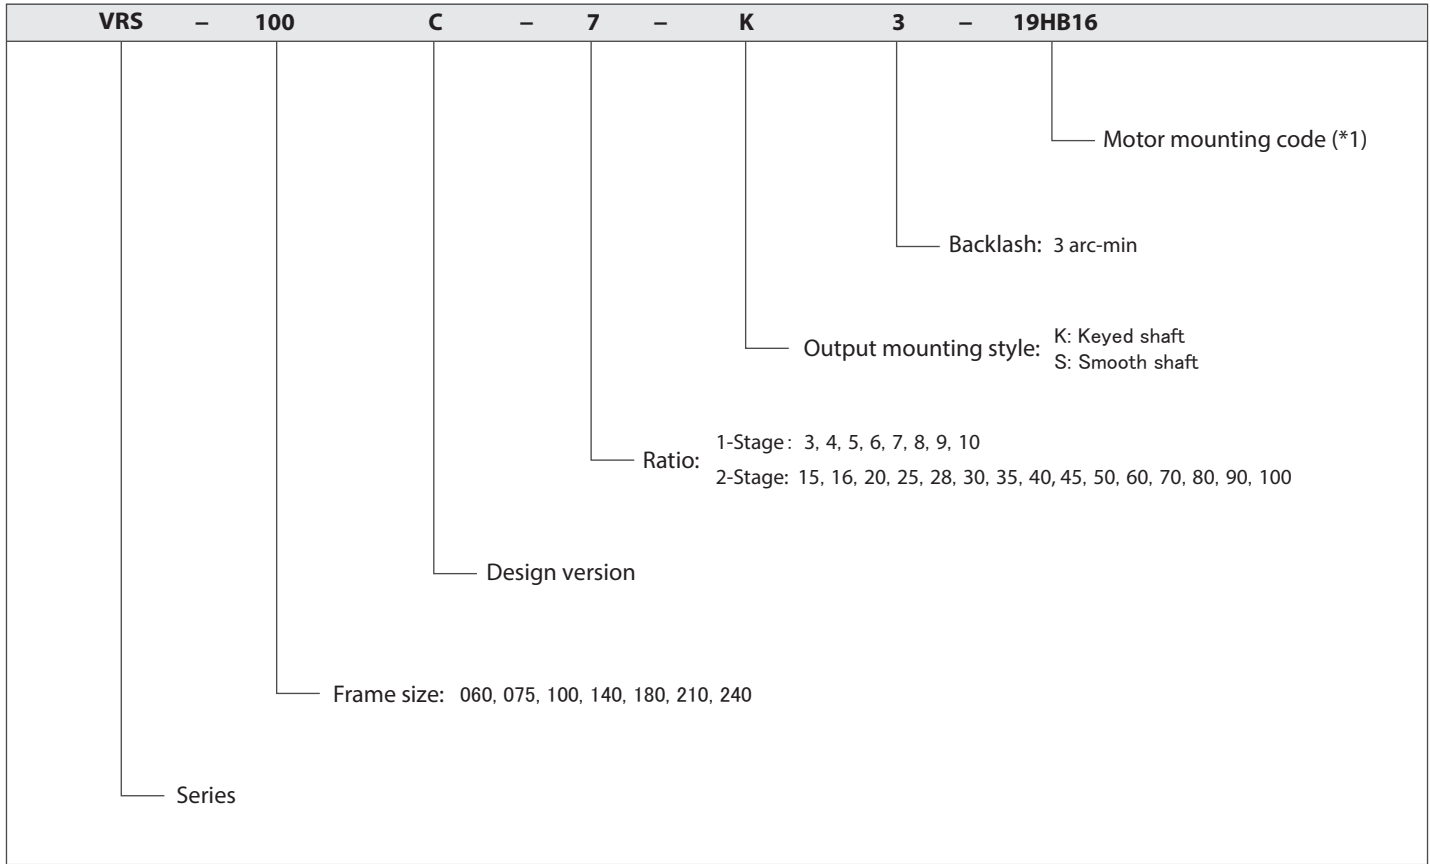 VRS – 100 C – 7 – K 3 – 19HB16
Motor mounting code (*1)
Backlash: 3 arc-min
Output mounting style: K: Keyed shaft
S: Smooth shaft
Ratio: 1-Stage: 3, 4, 5, 6, 7, 8, 9, 10
2-Stage: 15, 16, 20, 25, 28, 30, 35, 40, 45, 50, 60, 70, 80, 90, 100
Design version
Frame size: 060, 075, 100, 140, 180, 210, 240
Series